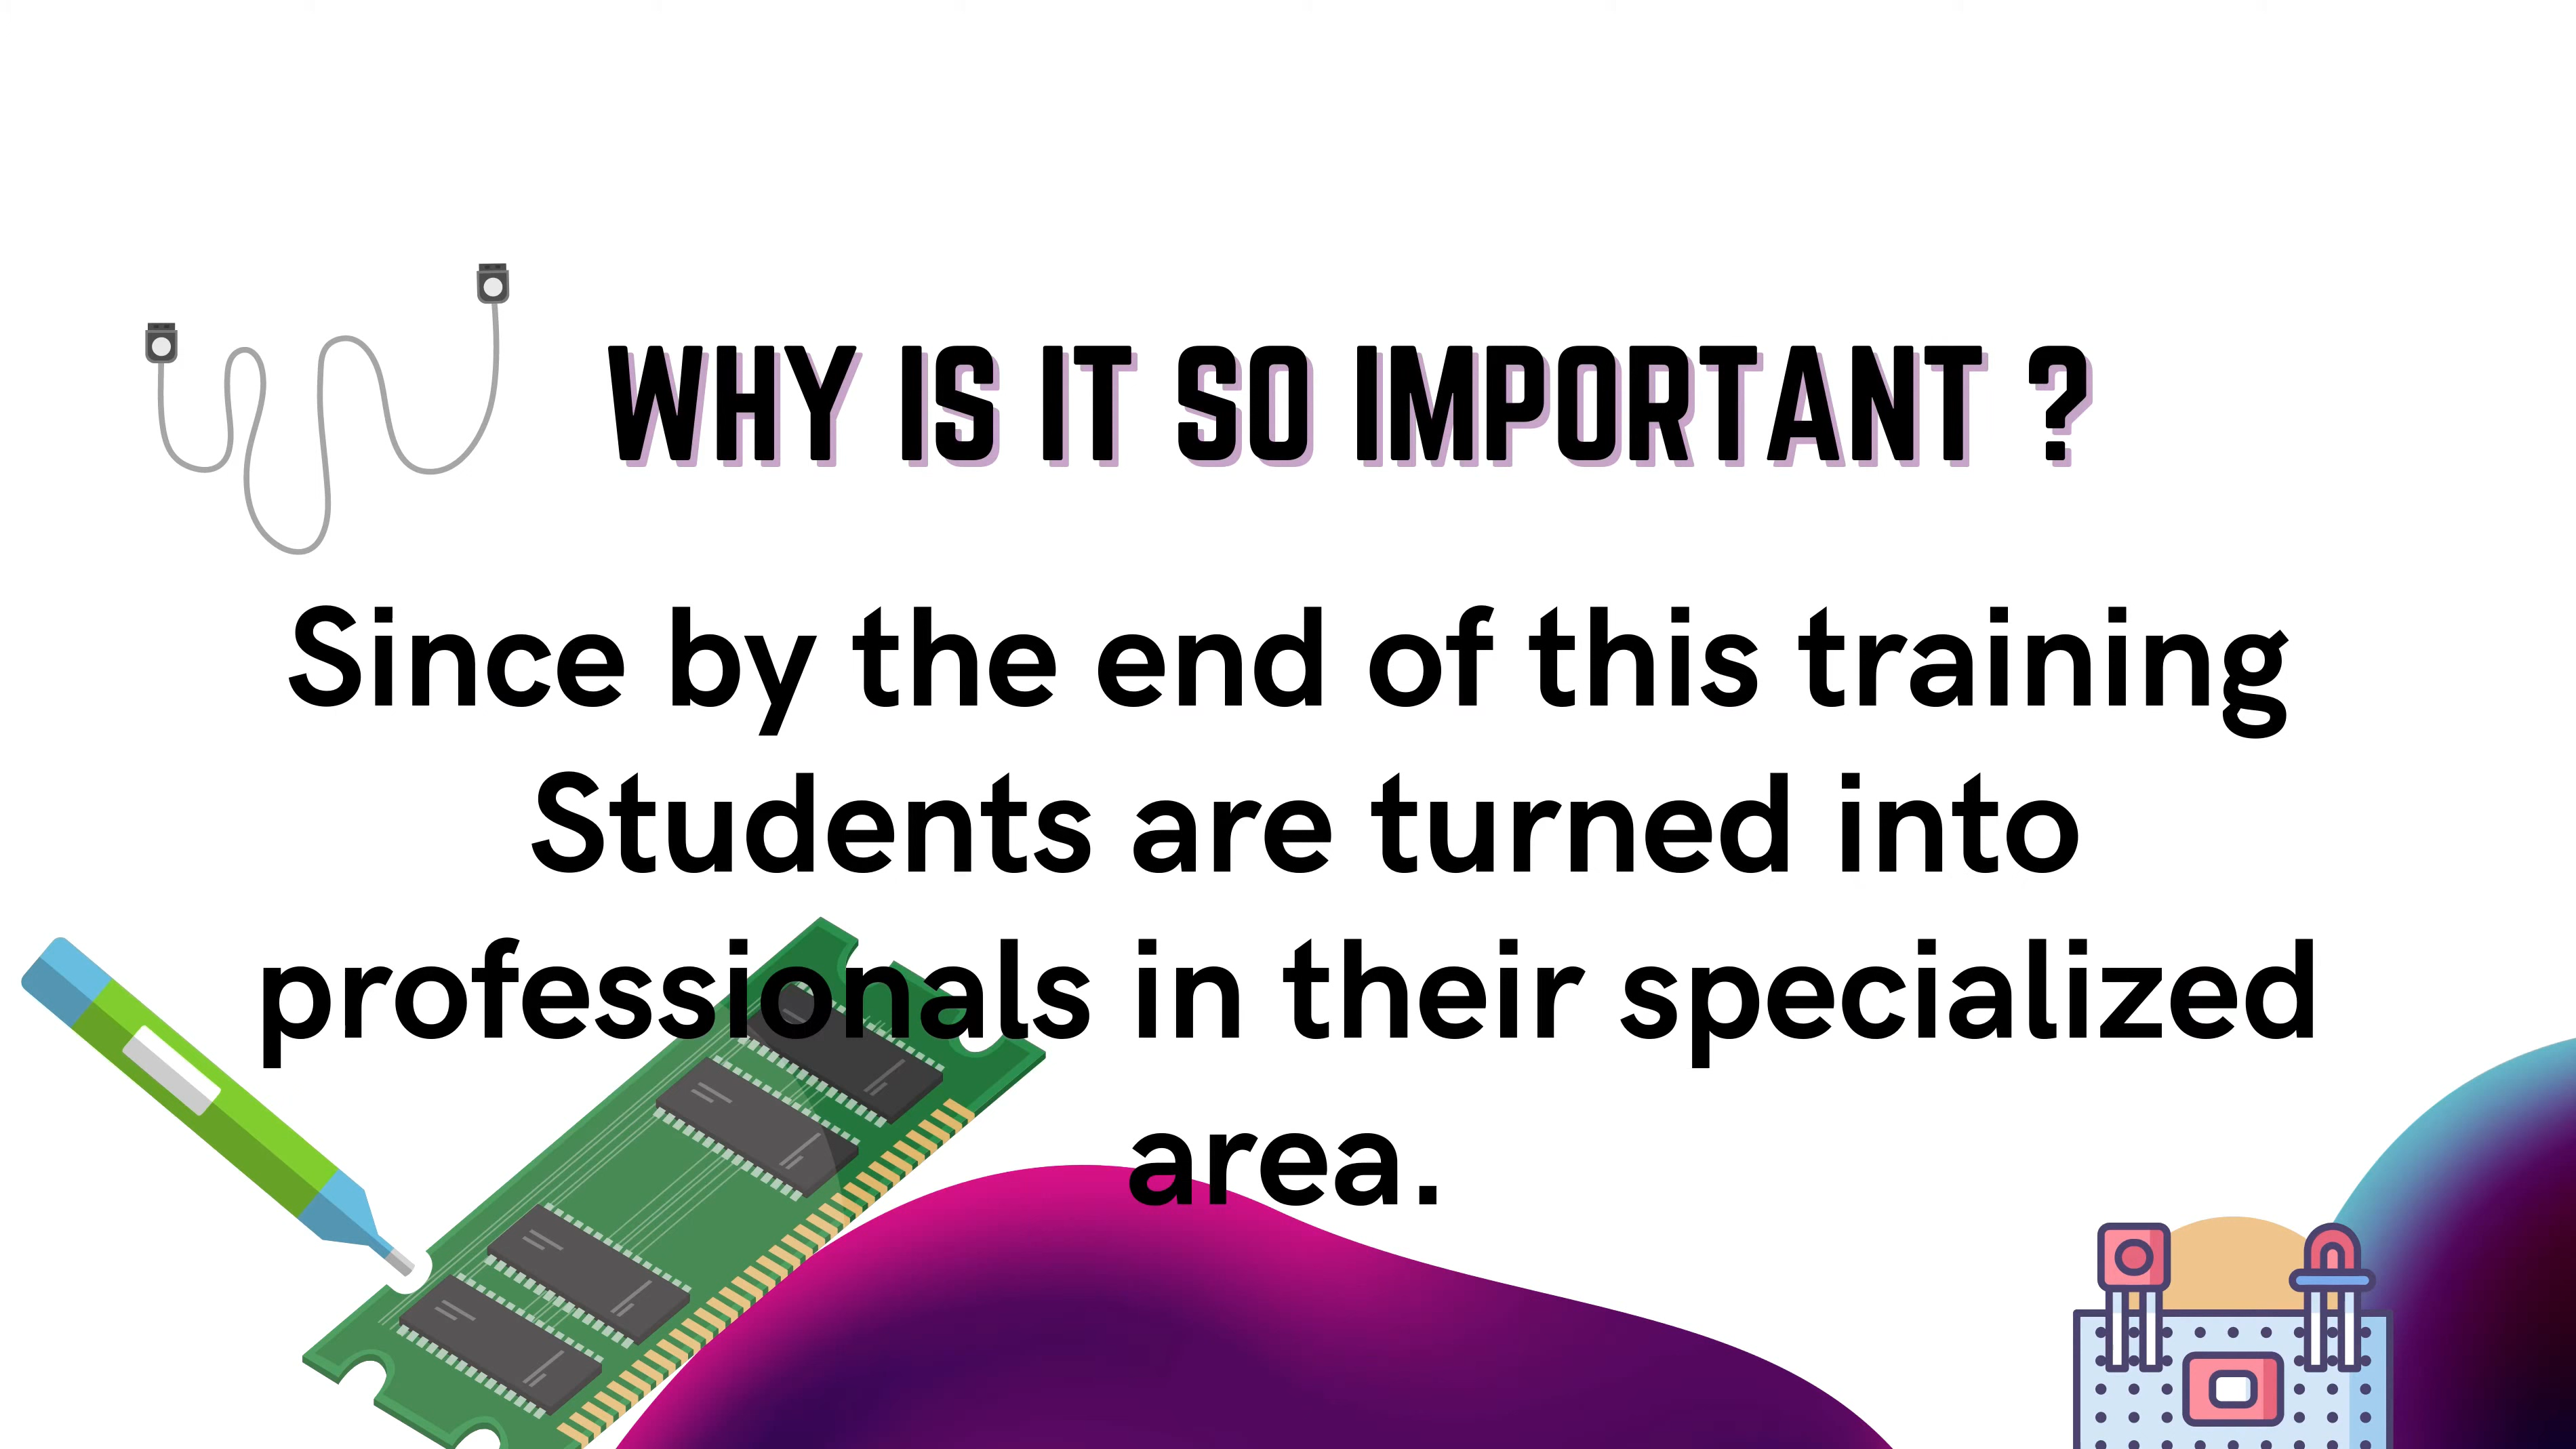 WHY IS IT SO IMPORTANT ?
Since by the end of this training
Students are turned into
professionals in their specialized
area.